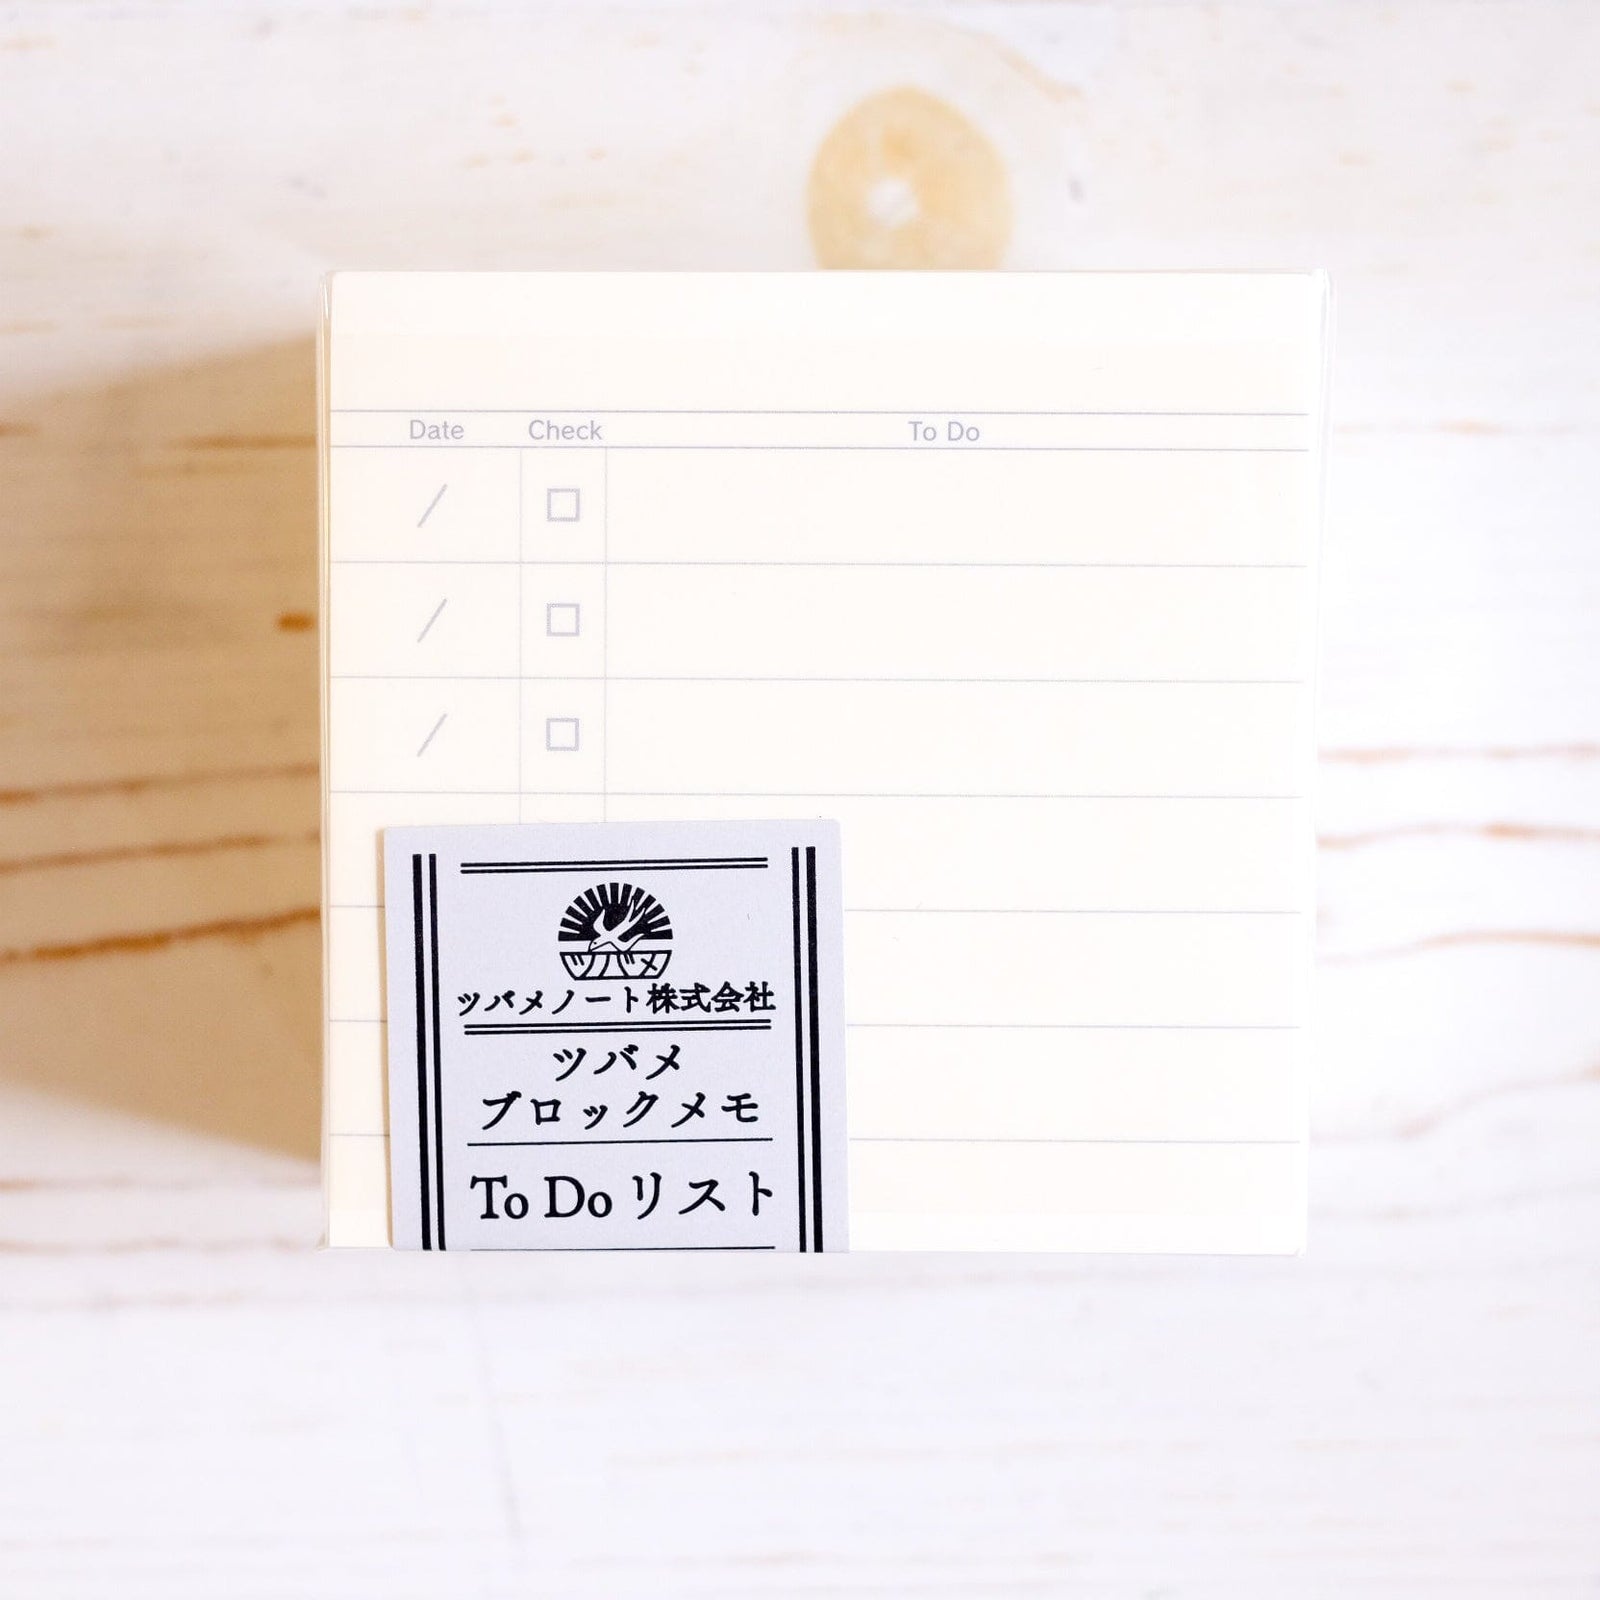 Date Check To Do
/
/
/
ツバメ
ツバメノート株式会社
ツバメ
ブロックメモ
To Do リスト